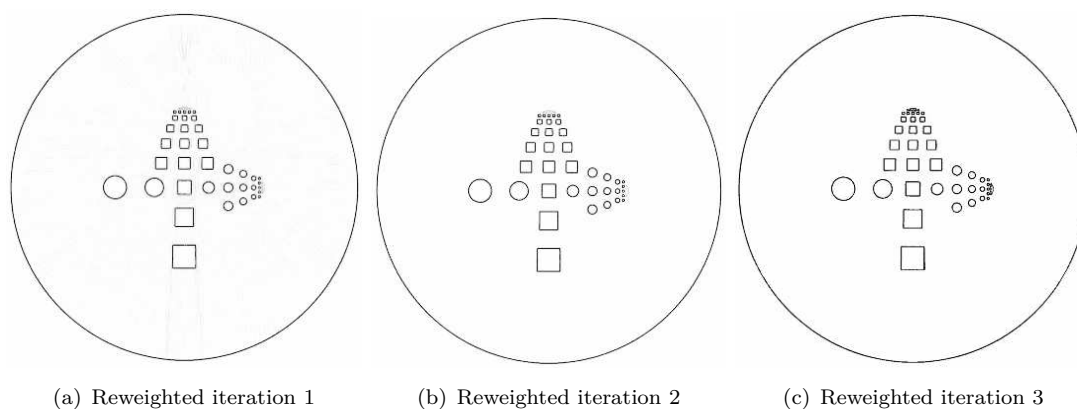 (a) Reweighted iteration 1
(b) Reweighted iteration 2
(c) Reweighted iteration 3